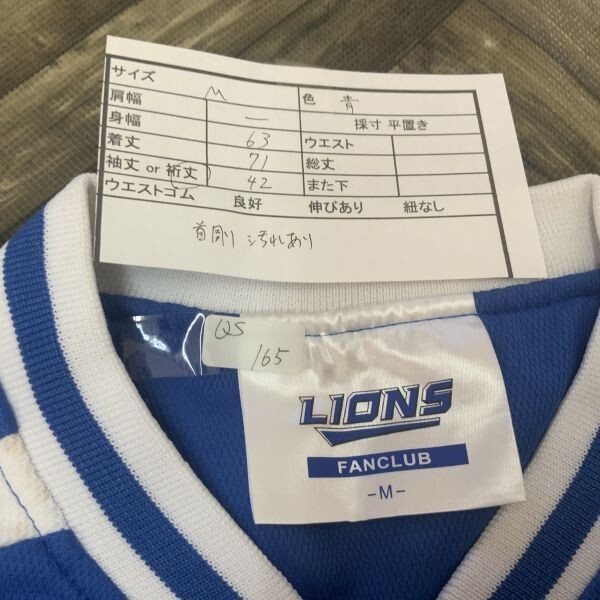 サイズ M 色 青
肩幅 — 採寸 平置き
身幅 63 ウエスト
着丈 71 総丈
袖丈 or 裄丈 42 また下
ウエストゴム 良好 伸びあり 紐なし
首周り 汚れあり
QS
165
LIONS
FANCLUB
-M-